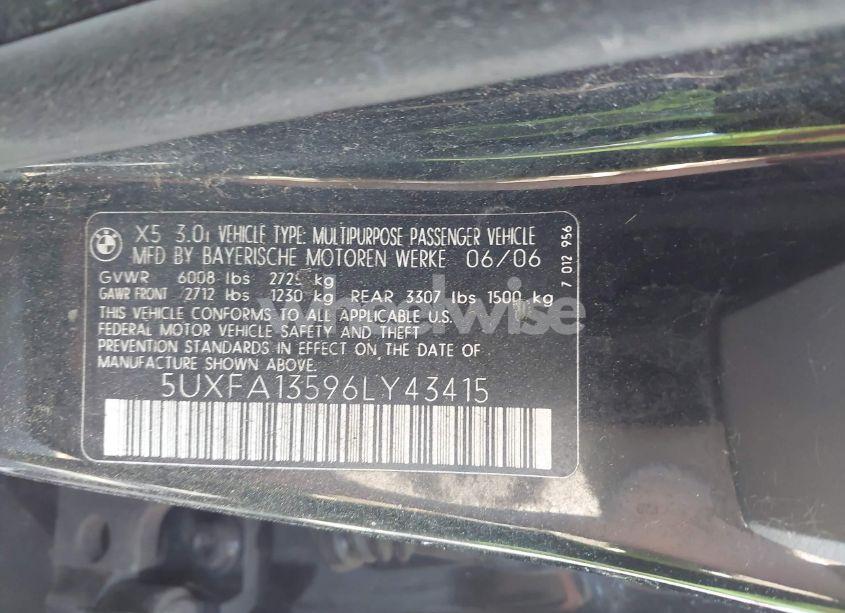 X5 3.0i VEHICLE TYPE: MULTIPURPOSE PASSENGER VEHICLE
MFD BY BAYERISCHE MOTOREN WERKE 06/06
GVWR 6008 lbs 2725 kg
GAWR FRONT 2712 lbs 1230 kg REAR 3307 lbs 1500 kg
THIS VEHICLE CONFORMS TO ALL APPLICABLE U.S.
FEDERAL MOTOR VEHICLE SAFETY AND THEFT
PREVENTION STANDARDS IN EFFECT ON THE DATE OF
MANUFACTURE SHOWN ABOVE.
5UXFA13596LY43415
7 012 956
wheelwise